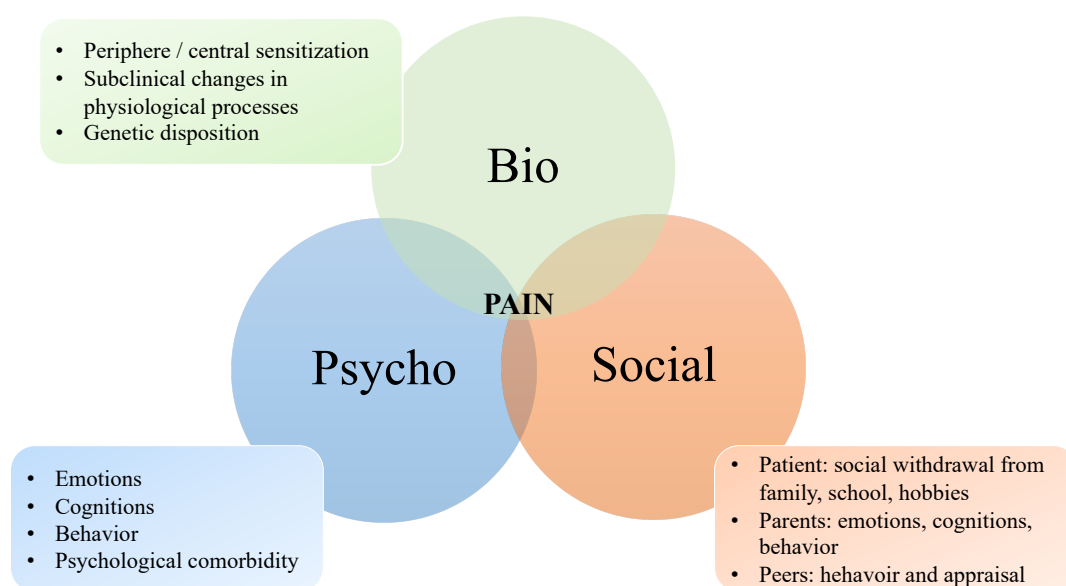 • Periphere / central sensitization
• Subclinical changes in
physiological processes
• Genetic disposition
Bio
PAIN
Psycho
Social
• Emotions
• Cognitions
• Behavior
• Psychological comorbidity
• Patient: social withdrawal from
family, school, hobbies
• Parents: emotions, cognitions,
behavior
• Peers: hehavoir and appraisal